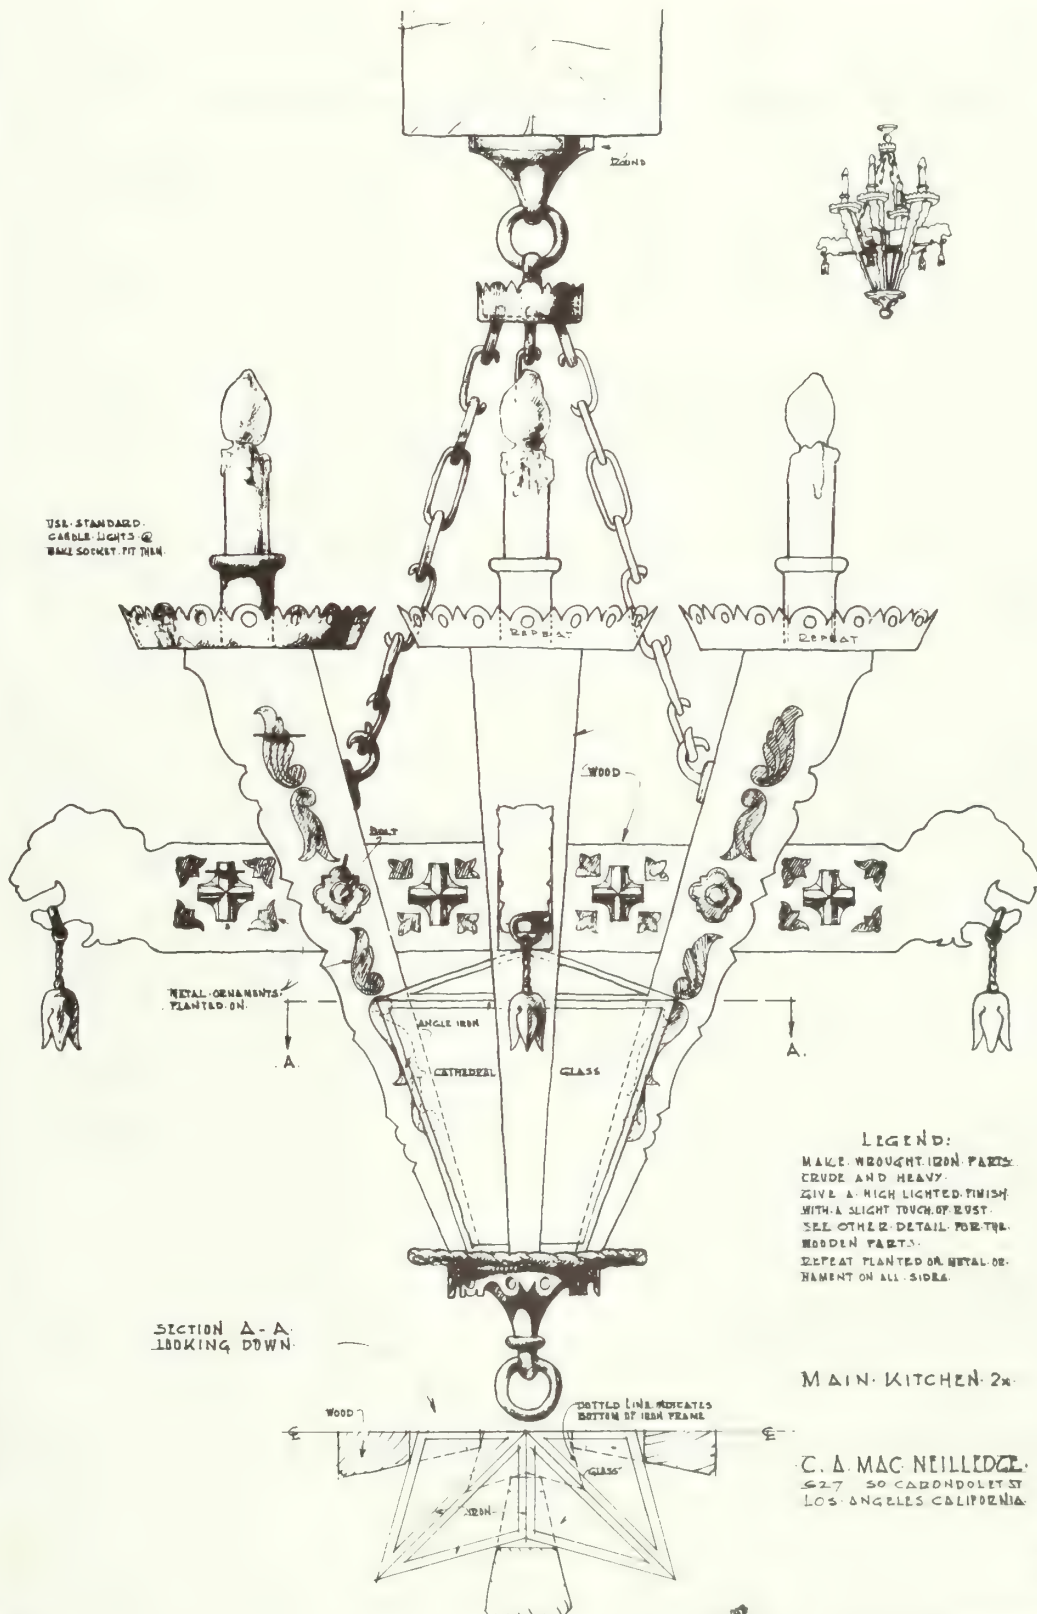 ROUND
USE·STANDARD·
CANDLE·LIGHTS·@
MAKE SOCKET·FIT THEM·
REPEAT
REPEAT
WOOD
BOLT
METAL·ORNAMENTS·
PLANTED·ON·
ANGLE IRON
A.
A.
CATHEDRAL
GLASS
LEGEND:
MAKE·WROUGHT·IRON·PARTS·
CRUDE AND HEAVY·
GIVE A·HIGH LIGHTED·FINISH·
WITH·A SLIGHT TOUCH·OF RUST·
SEE OTHER·DETAIL·FOR·THE·
WOODEN PARTS·
REPEAT PLANTED ON METAL·OR-
NAMENT ON ALL·SIDES·
SECTION A-A·
LOOKING DOWN·
MAIN·KITCHEN·2x·
WOOD
DOTTED LINE INDICATES
BOTTOM OF IRON FRAME
GLASS
IRON
C. A. MAC·NEILLEDGE·
627 SO CARONDOLET ST
LOS·ANGELES CALIFORNIA·